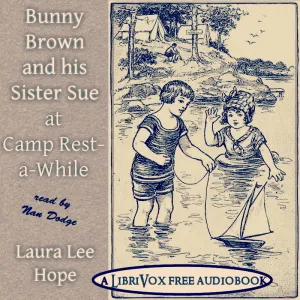 Bunny
Brown
and his
Sister Sue
at
Camp Rest-
a-While
read by
Nan Dodge
Laura Lee
Hope
A LIBRIVOX FREE AUDIOBOOK